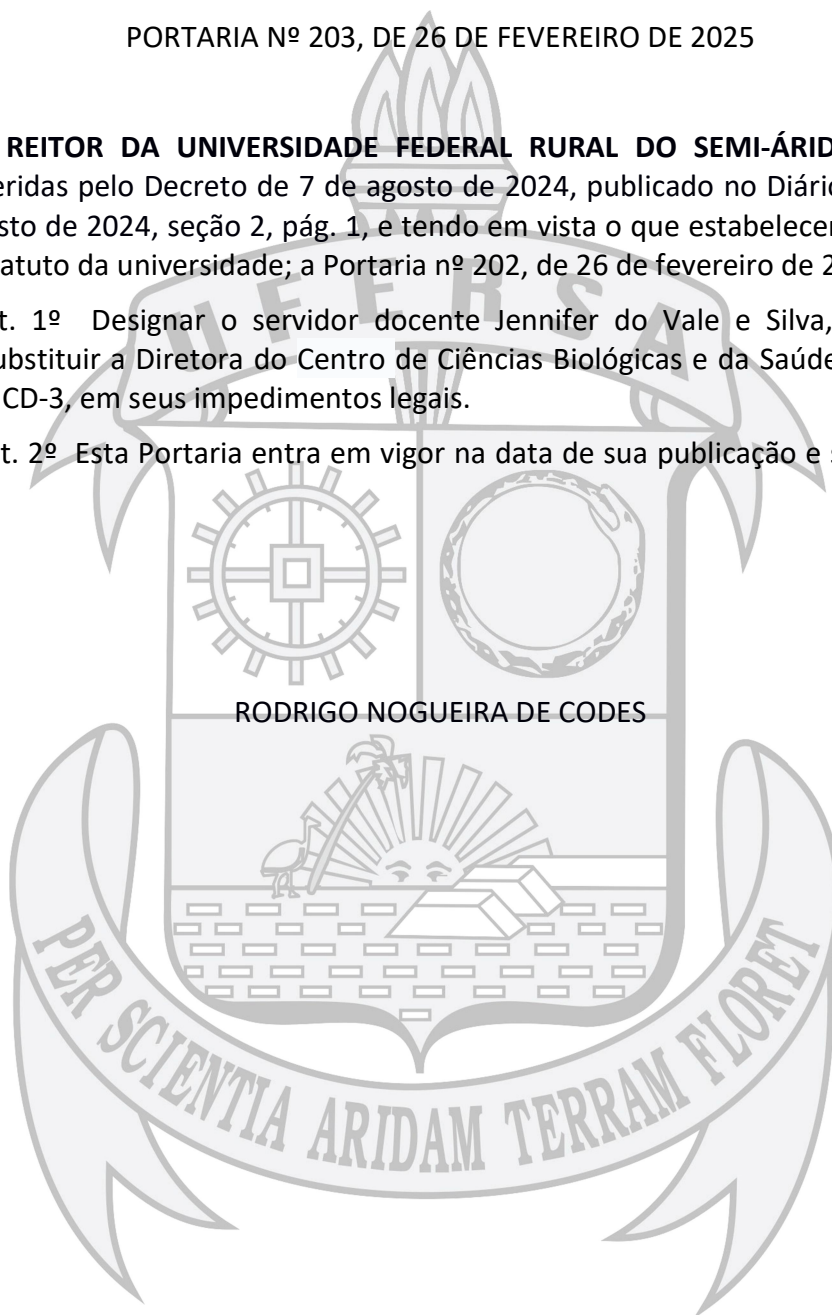 PORTARIA Nº 203, DE 26 DE FEVEREIRO DE 2025
REITOR DA UNIVERSIDADE FEDERAL RURAL DO SEMI-ÁRID
eridas pelo Decreto de 7 de agosto de 2024, publicado no Diário
sto de 2024, seção 2, pág. 1, e tendo em vista o que estabelecer
atuto da universidade; a Portaria nº 202, de 26 de fevereiro de 2
UFERSA
t. 1º Designar o servidor docente Jennifer do Vale e Silva,
ubstituir a Diretora do Centro de Ciências Biológicas e da Saúde
CD-3, em seus impedimentos legais.
t. 2º Esta Portaria entra em vigor na data de sua publicação e s
RODRIGO NOGUEIRA DE CODES
PER SCIENTIA ARIDAM TERRAM FLORET